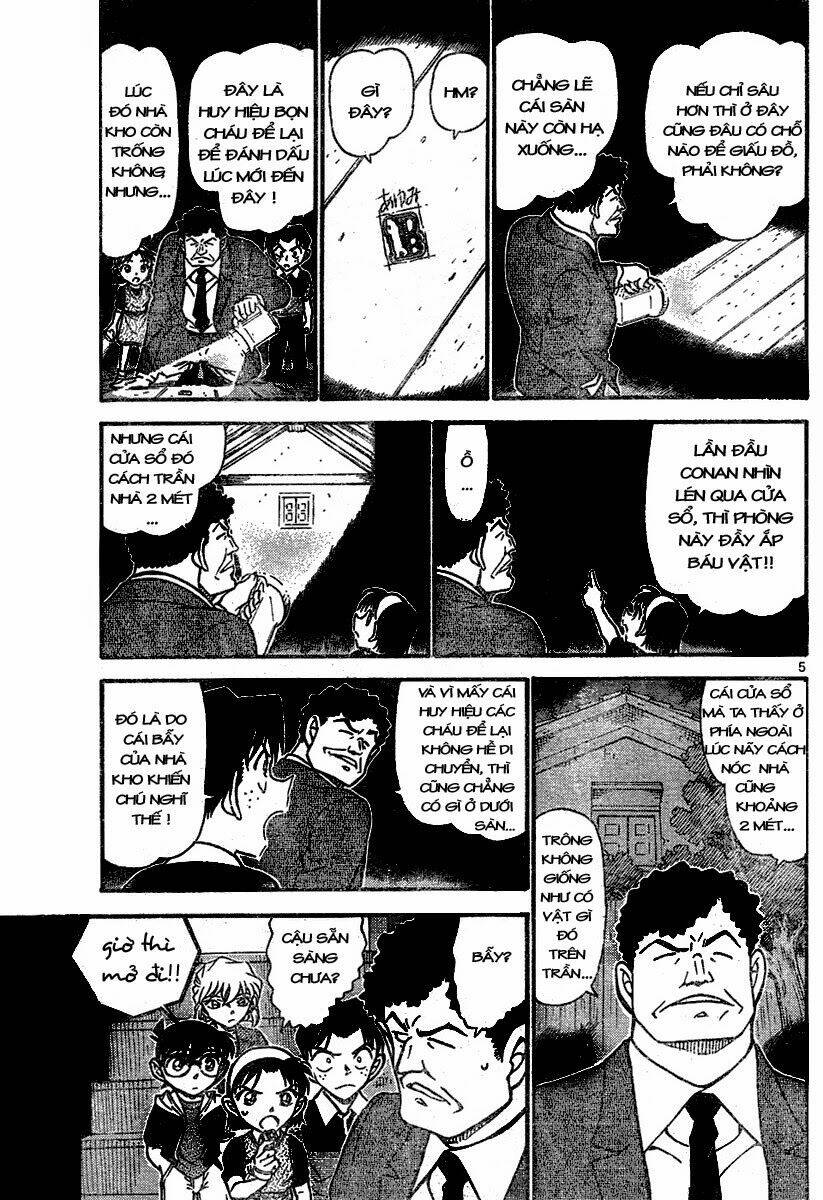 NẾU CHỈ SÂU
HƠN THÌ Ở ĐÂY
CŨNG ĐÂU CÓ CHỖ
NÀO ĐỂ GIẤU ĐỒ,
PHẢI KHÔNG?
CHẲNG LẼ
CÁI SÀN
NÀY CÒN HẠ
XUỐNG...
HM?
GÌ
ĐÂY?
1.B
ĐÂY LÀ
HUY HIỆU BỌN
CHÁU ĐỂ LẠI
ĐỂ ĐÁNH DẤU
LÚC MỚI ĐẾN
ĐÂY !
LÚC
ĐÓ NHÀ
KHO CÒN
TRỐNG
KHÔNG
NHƯNG...
LẦN ĐẦU
CONAN NHÌN
LÉN QUA CỬA
SỔ, THÌ PHÒNG
NÀY ĐẦY ẮP
BÁU VẬT!!
Ồ
...
NHƯNG CÁI
CỬA SỔ ĐÓ
CÁCH TRẦN
NHÀ 2 MÉT
...
5
CÁI CỬA SỔ
MÀ TA THẤY Ở
PHÍA NGOÀI
LÚC NÃY CÁCH
NÓC NHÀ
CŨNG
KHOẢNG
2 MÉT...
TRÔNG
KHÔNG
GIỐNG
NHƯ CÓ
VẬT GÌ
ĐÓ
TRÊN
TRẦN...
VÀ VÌ MẤY CÁI
HUY HIỆU CÁC
CHÁU ĐỂ LẠI
KHÔNG HỀ DI
CHUYỂN, THÌ
CŨNG CHẲNG
CÓ GÌ Ở DƯỚI
SÀN...
ĐÓ LÀ DO
CÁI BẪY
CỦA NHÀ
KHO KHIẾN
CHÚ NGHĨ
THẾ !
BẪY?
CẬU SẴN
SÀNG
CHƯA?
giờ thì
mở đi!!